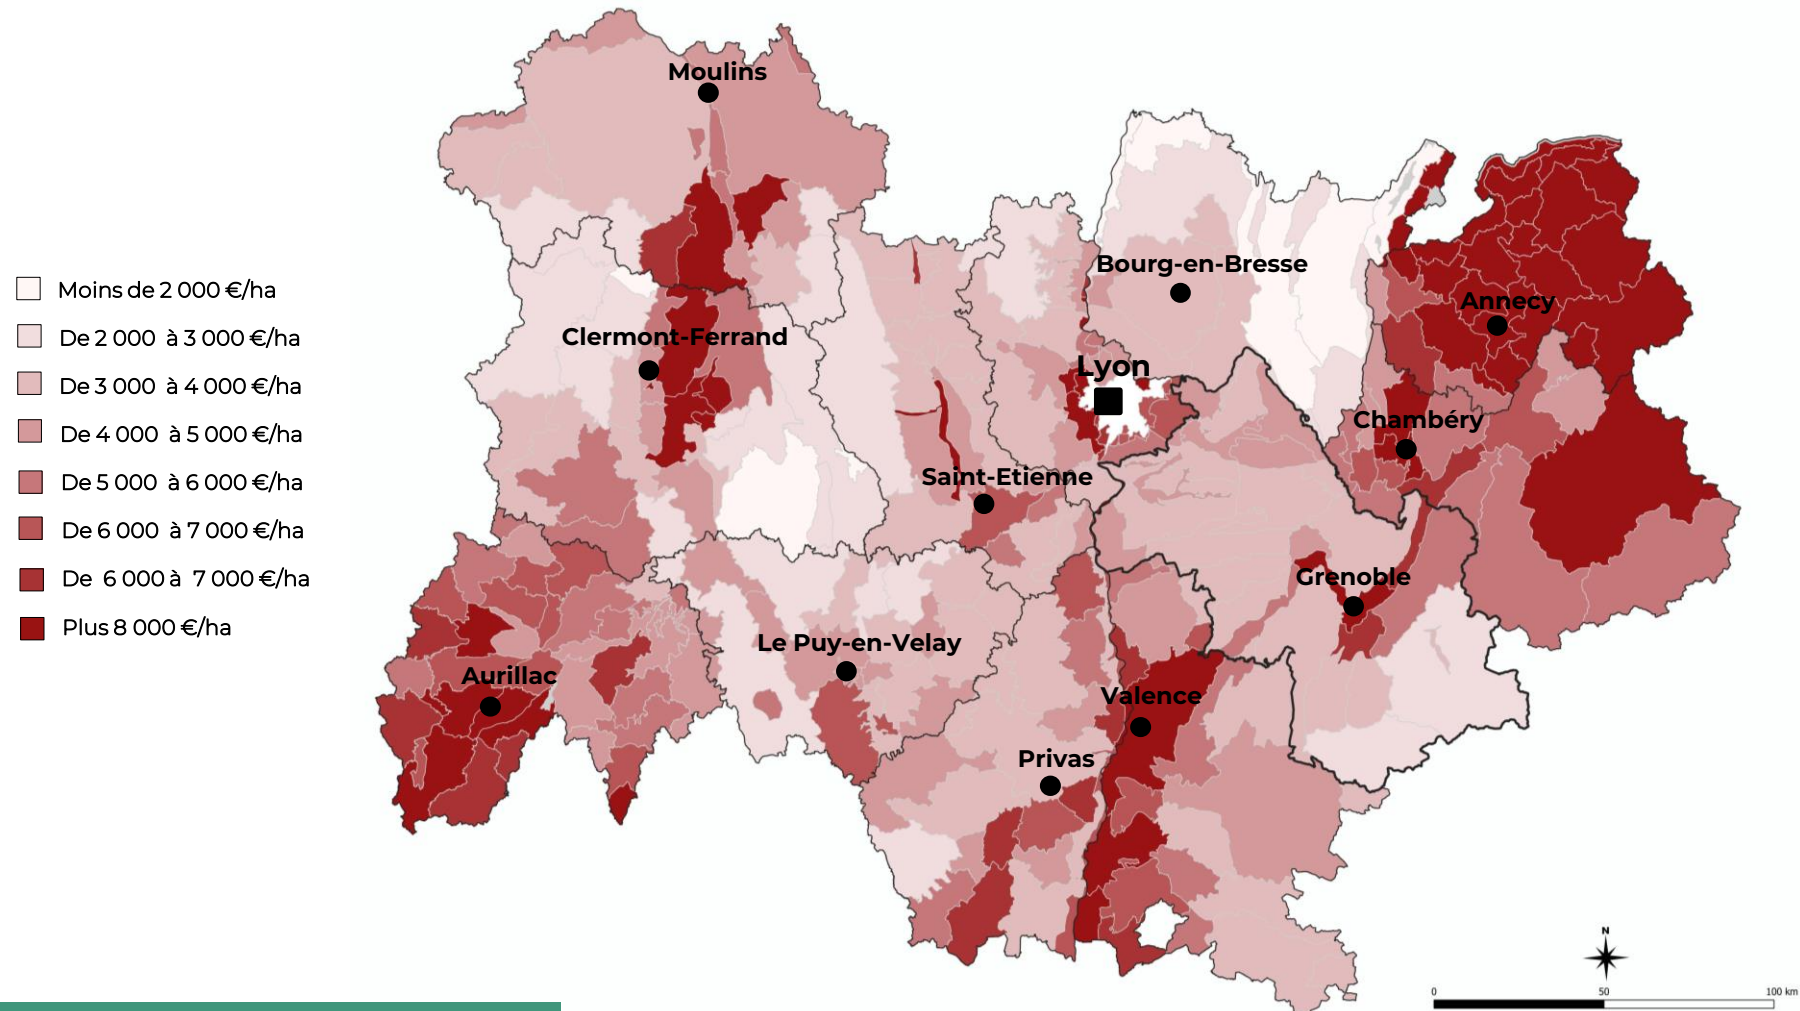 Moulins
Bourg-en-Bresse
Moins de 2 000 €/ha
Annecy
De 2 000 à 3 000 €/ha
Clermont-Ferrand
Lyon
De 3 000 à 4 000 €/ha
Chambéry
De 4 000 à 5 000 €/ha
Saint-Etienne
De 5 000 à 6 000 €/ha
De 6 000 à 7 000 €/ha
De 6 000 à 7 000 €/ha
Grenoble
Plus 8 000 €/ha
Le Puy-en-Velay
Aurillac
Valence
Privas
N
0 50 100 km